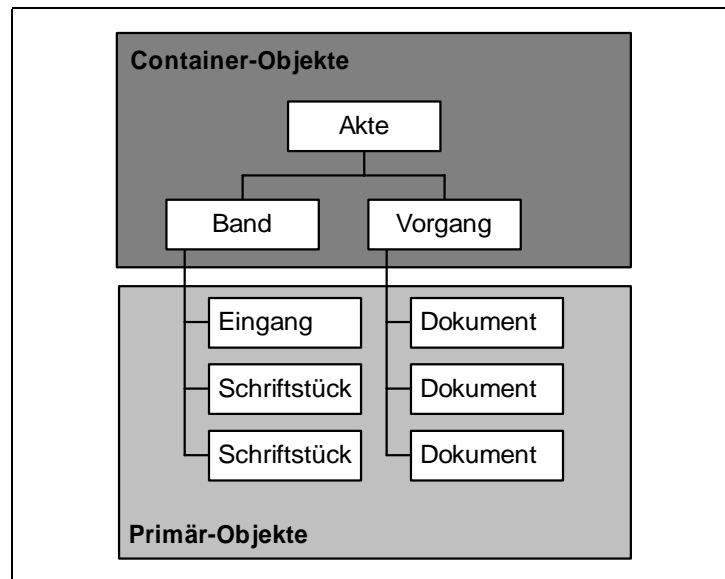 Container-Objekte
Akte
Band
Vorgang
Eingang
Dokument
Schriftstück
Dokument
Schriftstück
Dokument
Primär-Objekte